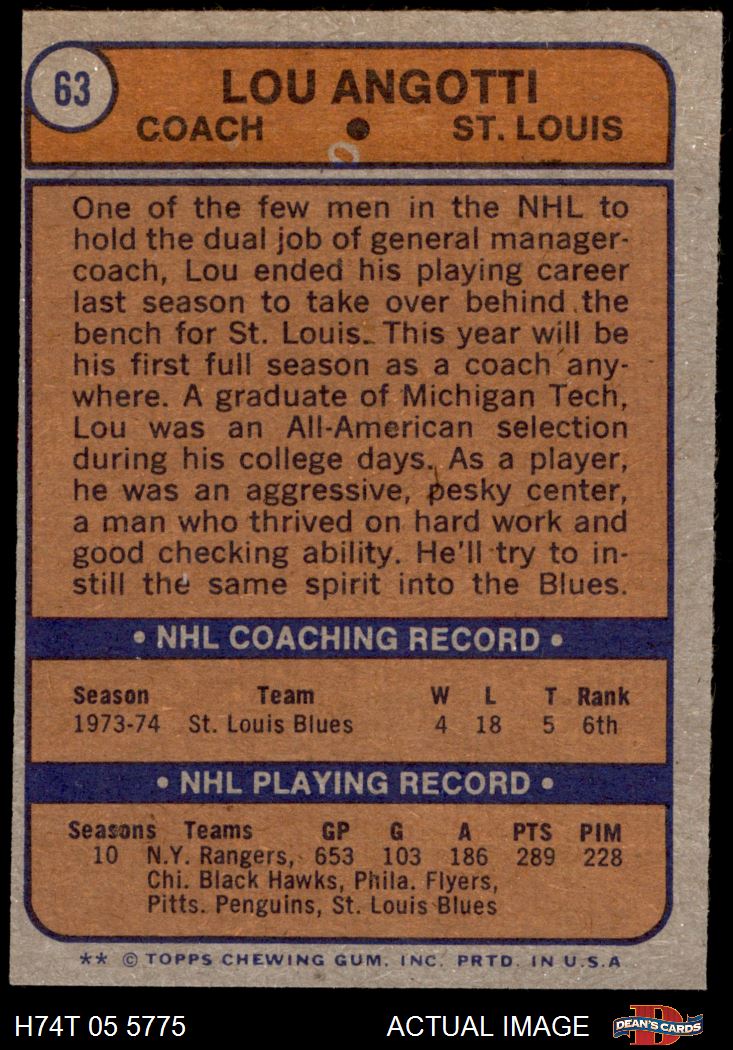 63
LOU ANGOTTI
COACH ● ST. LOUIS
One of the few men in the NHL to
hold the dual job of general manager-
coach, Lou ended his playing career
last season to take over behind the
bench for St. Louis. This year will be
his first full season as a coach any-
where. A graduate of Michigan Tech,
Lou was an All-American selection
during his college days. As a player,
he was an aggressive, pesky center,
a man who thrived on hard work and
good checking ability. He'll try to in-
still the same spirit into the Blues.
• NHL COACHING RECORD •
Season Team W L T Rank
1973-74 St. Louis Blues 4 18 5 6th
• NHL PLAYING RECORD •
Seasons Teams GP G A PTS PIM
10 N.Y. Rangers, 653 103 186 289 228
Chi. Black Hawks, Phila. Flyers,
Pitts. Penguins, St. Louis Blues
** © TOPPS CHEWING GUM. INC. PRTD. IN U.S.A
H74T 05 5775 ACTUAL IMAGE DEAN'S CARDS